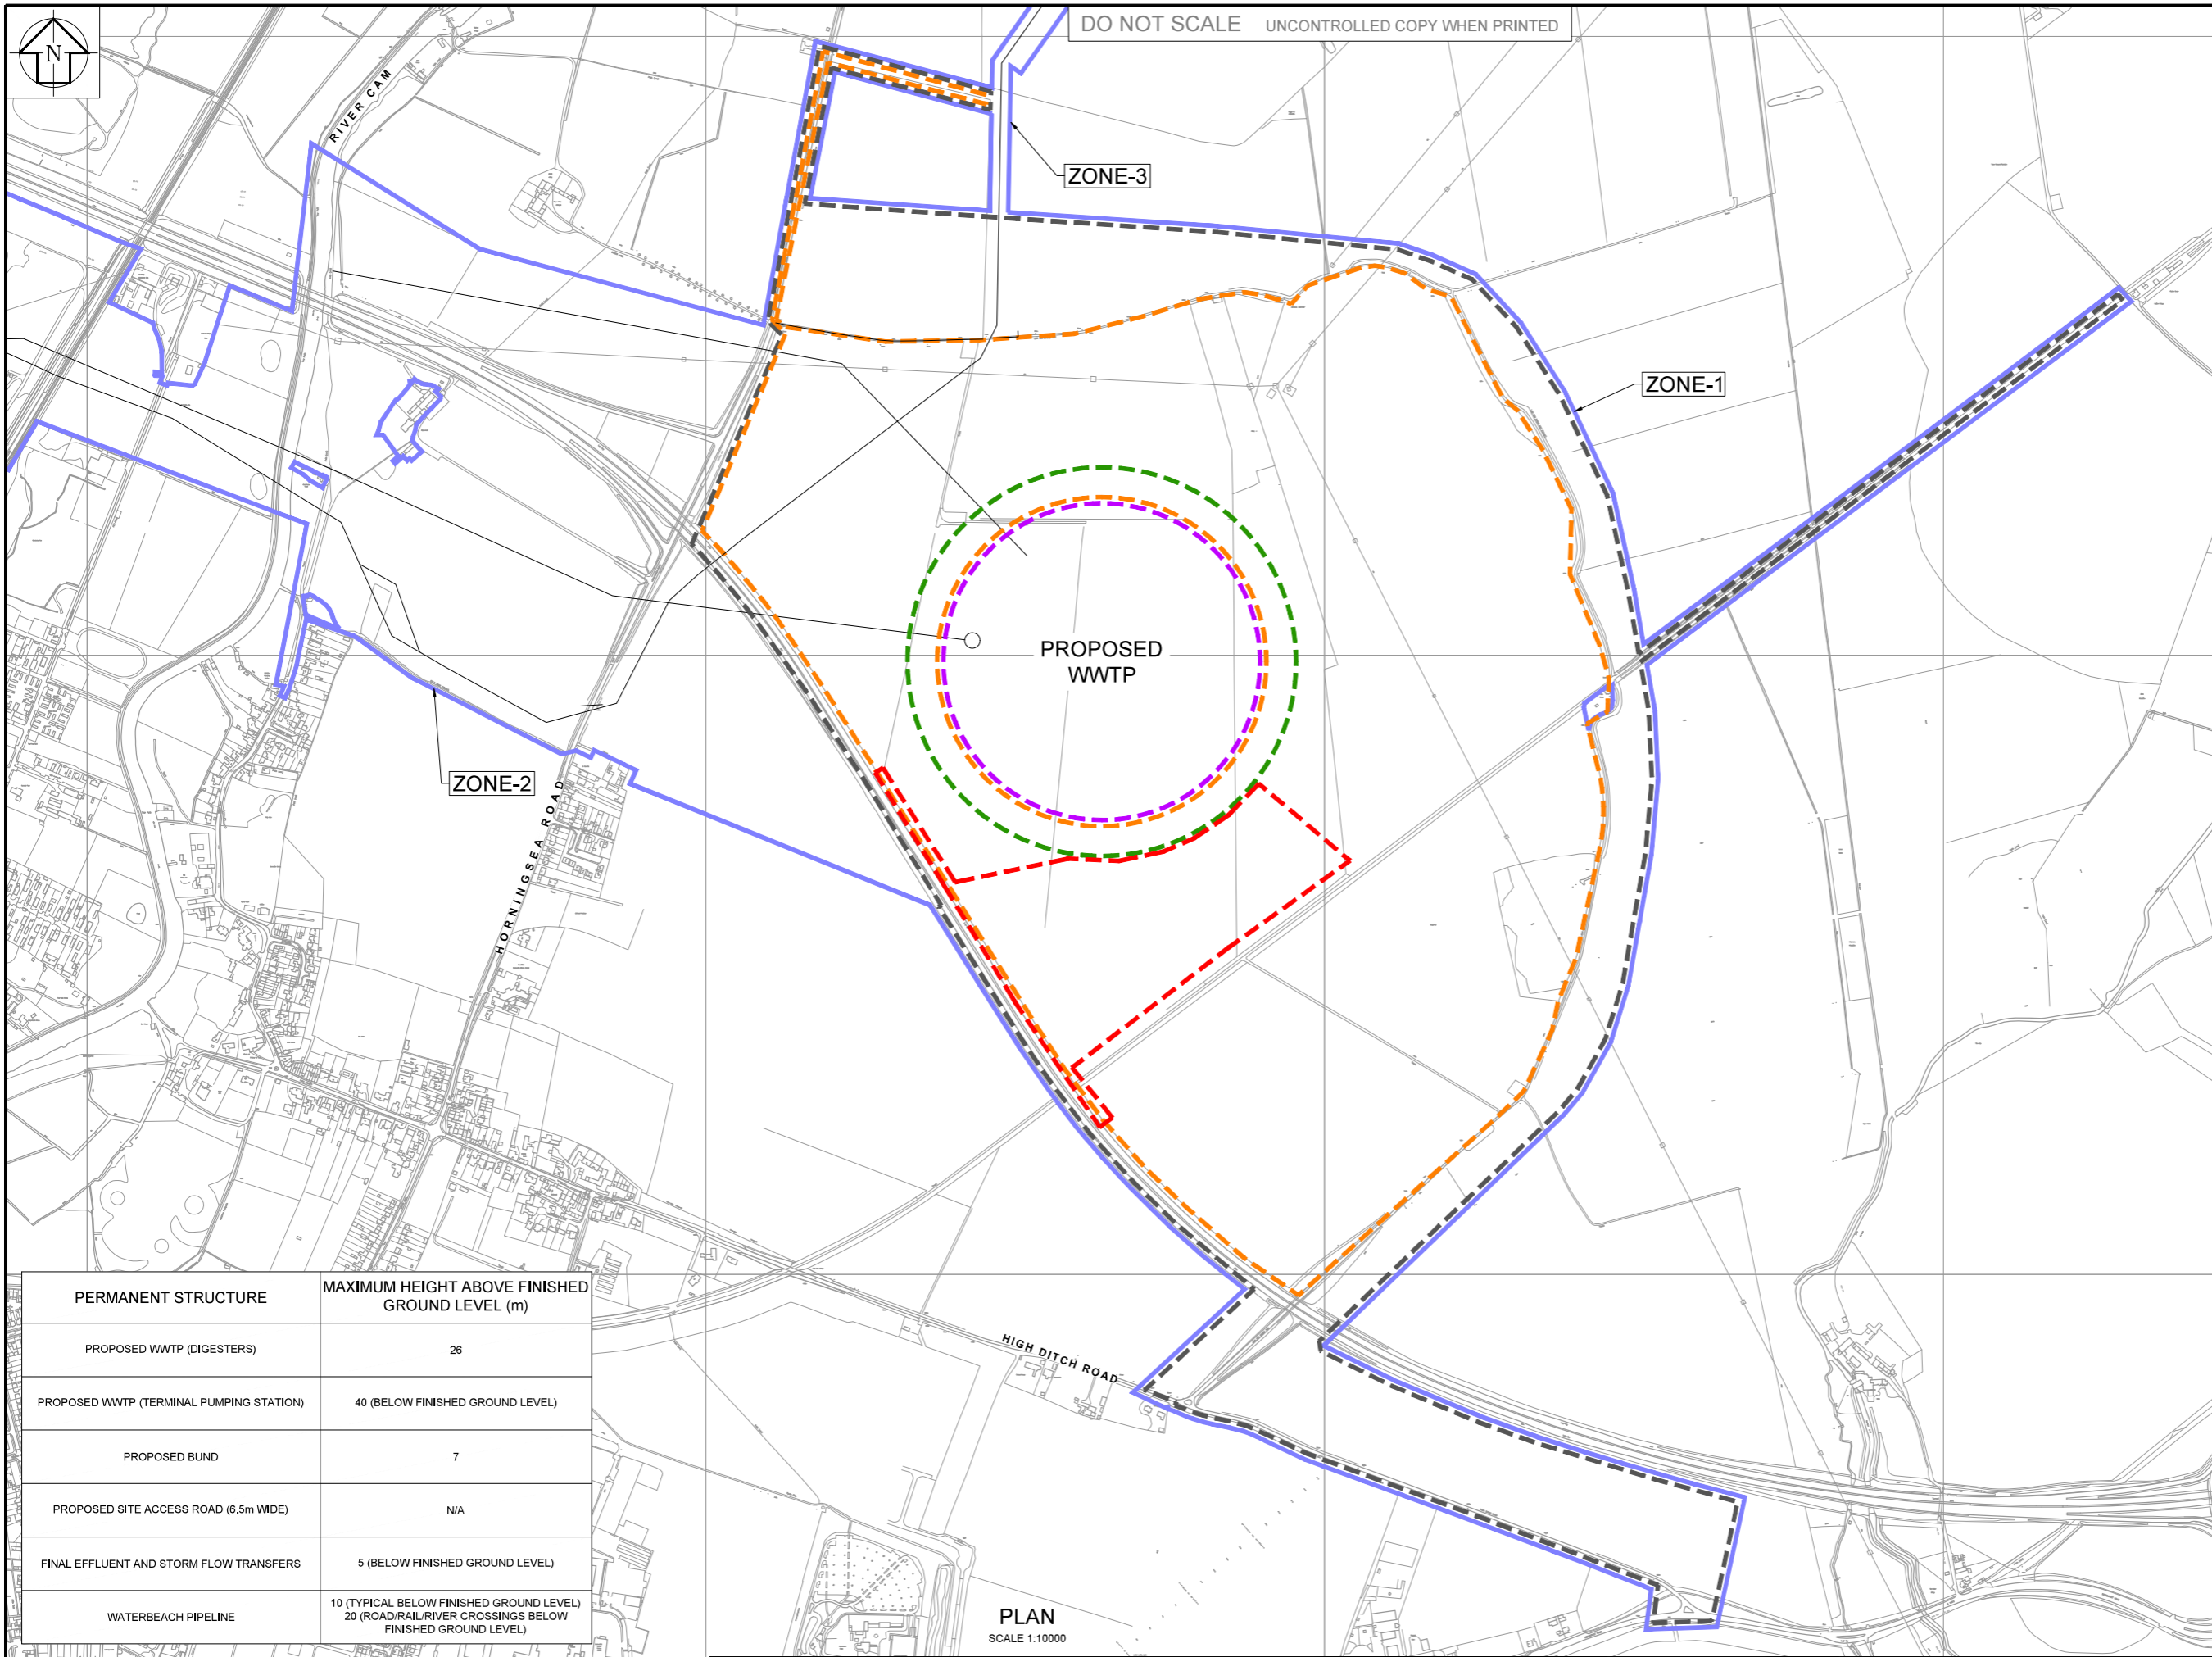 DO NOT SCALE UNCONTROLLED COPY WHEN PRINTED
N
RIVER CAM
ZONE-3
ZONE-1
PROPOSED
WWTP
ZONE-2
HORNINGSEA ROAD
HIGH DITCH ROAD
PERMANENT STRUCTURE
MAXIMUM HEIGHT ABOVE FINISHED
GROUND LEVEL (m)
PROPOSED WWTP (DIGESTERS)
26
PROPOSED WWTP (TERMINAL PUMPING STATION)
40 (BELOW FINISHED GROUND LEVEL)
PROPOSED BUND
7
PROPOSED SITE ACCESS ROAD (6.5m WIDE)
N/A
FINAL EFFLUENT AND STORM FLOW TRANSFERS
5 (BELOW FINISHED GROUND LEVEL)
WATERBEACH PIPELINE
10 (TYPICAL BELOW FINISHED GROUND LEVEL)
20 (ROAD/RAIL/RIVER CROSSINGS BELOW
FINISHED GROUND LEVEL)
PLAN
SCALE 1:10000